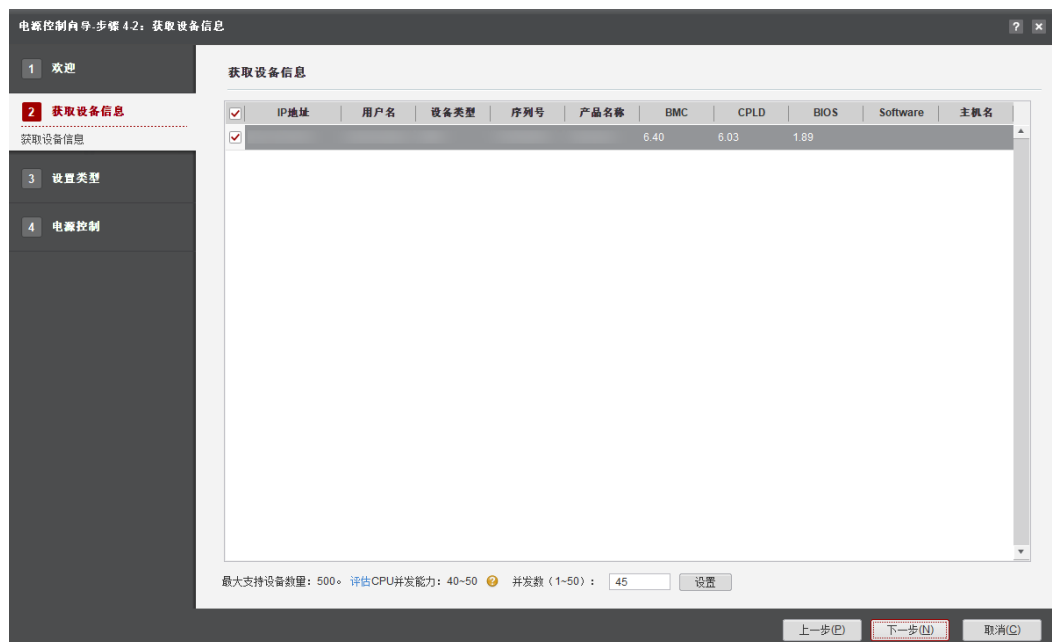 电源控制向导-步骤 4-2：获取设备信息
? ×
1 欢迎
2 获取设备信息
获取设备信息
3 设置类型
4 电源控制
获取设备信息
IP地址 用户名 设备类型 序列号 产品名称 BMC CPLD BIOS Software 主机名
6.40 6.03 1.89
最大支持设备数量：500。 评估CPU并发能力：40~50 ? 并发数（1~50）： 45 设置
上一步(P) 下一步(N) 取消(C)